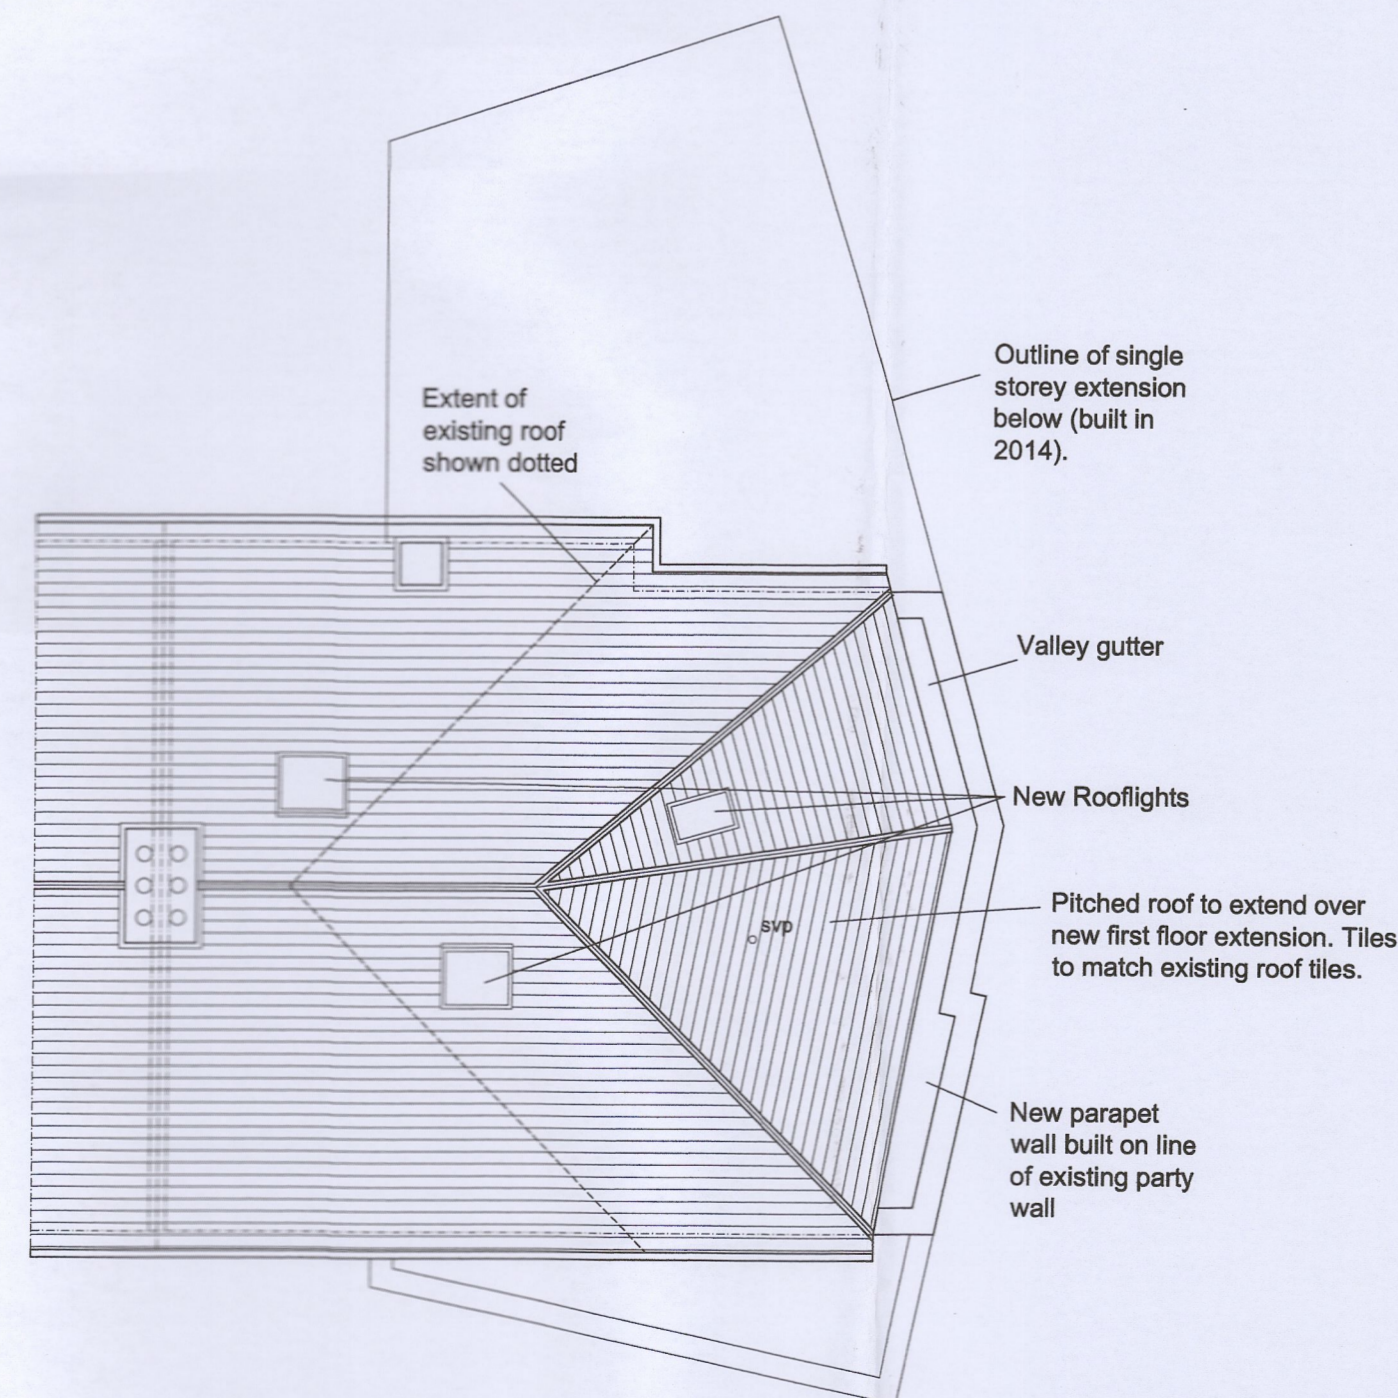 Outline of single
storey extension
below (built in
2014).
Extent of
existing roof
shown dotted
Valley gutter
New Rooflights
Pitched roof to extend over
new first floor extension. Tiles
to match existing roof tiles.
svp
New parapet
wall built on line
of existing party
wall